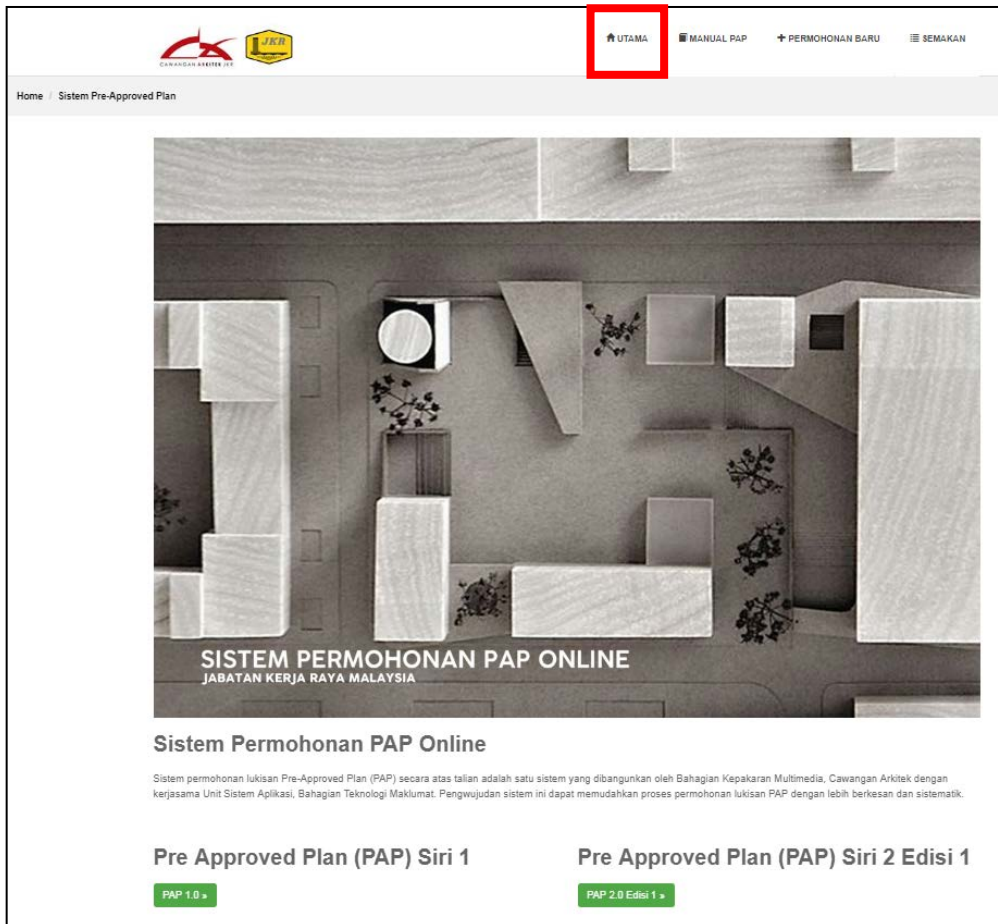 CAWANGAN ARKITEK JKR
JKR
UTAMA
MANUAL PAP
PERMOHONAN BARU
SEMAKAN
Home / Sistem Pre-Approved Plan
SISTEM PERMOHONAN PAP ONLINE
JABATAN KERJA RAYA MALAYSIA
Sistem Permohonan PAP Online
Sistem permohonan lukisan Pre-Approved Plan (PAP) secara atas talian adalah satu sistem yang dibangunkan oleh Bahagian Kepakaran Multimedia, Cawangan Arkitek dengan
kerjasama Unit Sistem Aplikasi, Bahagian Teknologi Maklumat. Pengwujudan sistem ini dapat memudahkan proses permohonan lukisan PAP dengan lebih berkesan dan sistematik.
Pre Approved Plan (PAP) Siri 1
PAP 1.0 »
Pre Approved Plan (PAP) Siri 2 Edisi 1
PAP 2.0 Edisi 1 »